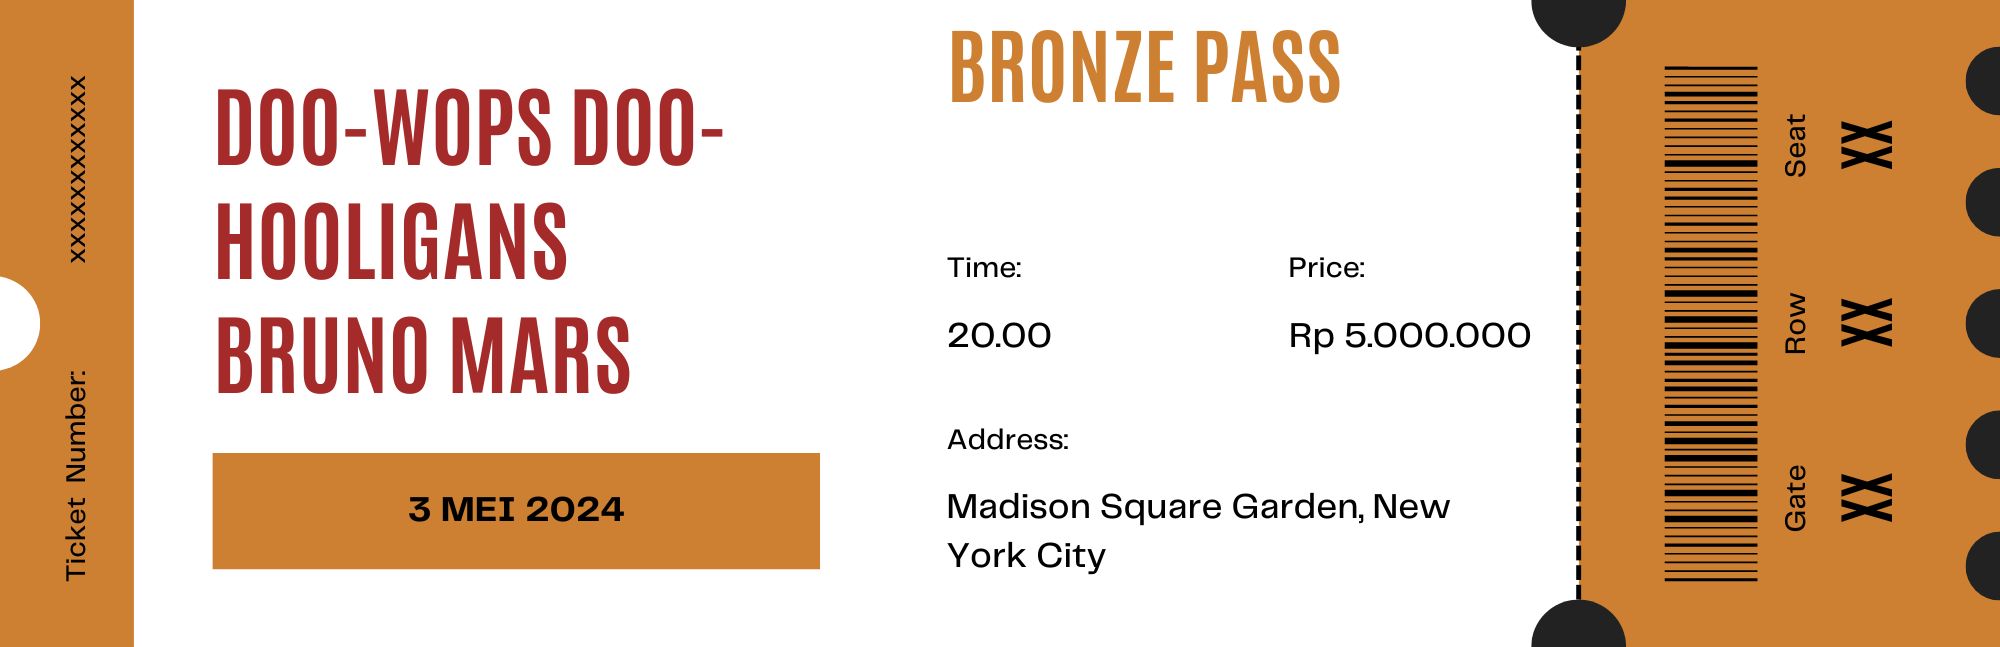 Ticket Number: xxxxxxxxxxxxx
DOO-WOPS DOO-
HOOLIGANS
BRUNO MARS
3 MEI 2024
BRONZE PASS
Time:
20.00
Price:
Rp 5.000.000
Address:
Madison Square Garden, New
York City
Gate
XX
Row
XX
Seat
XX